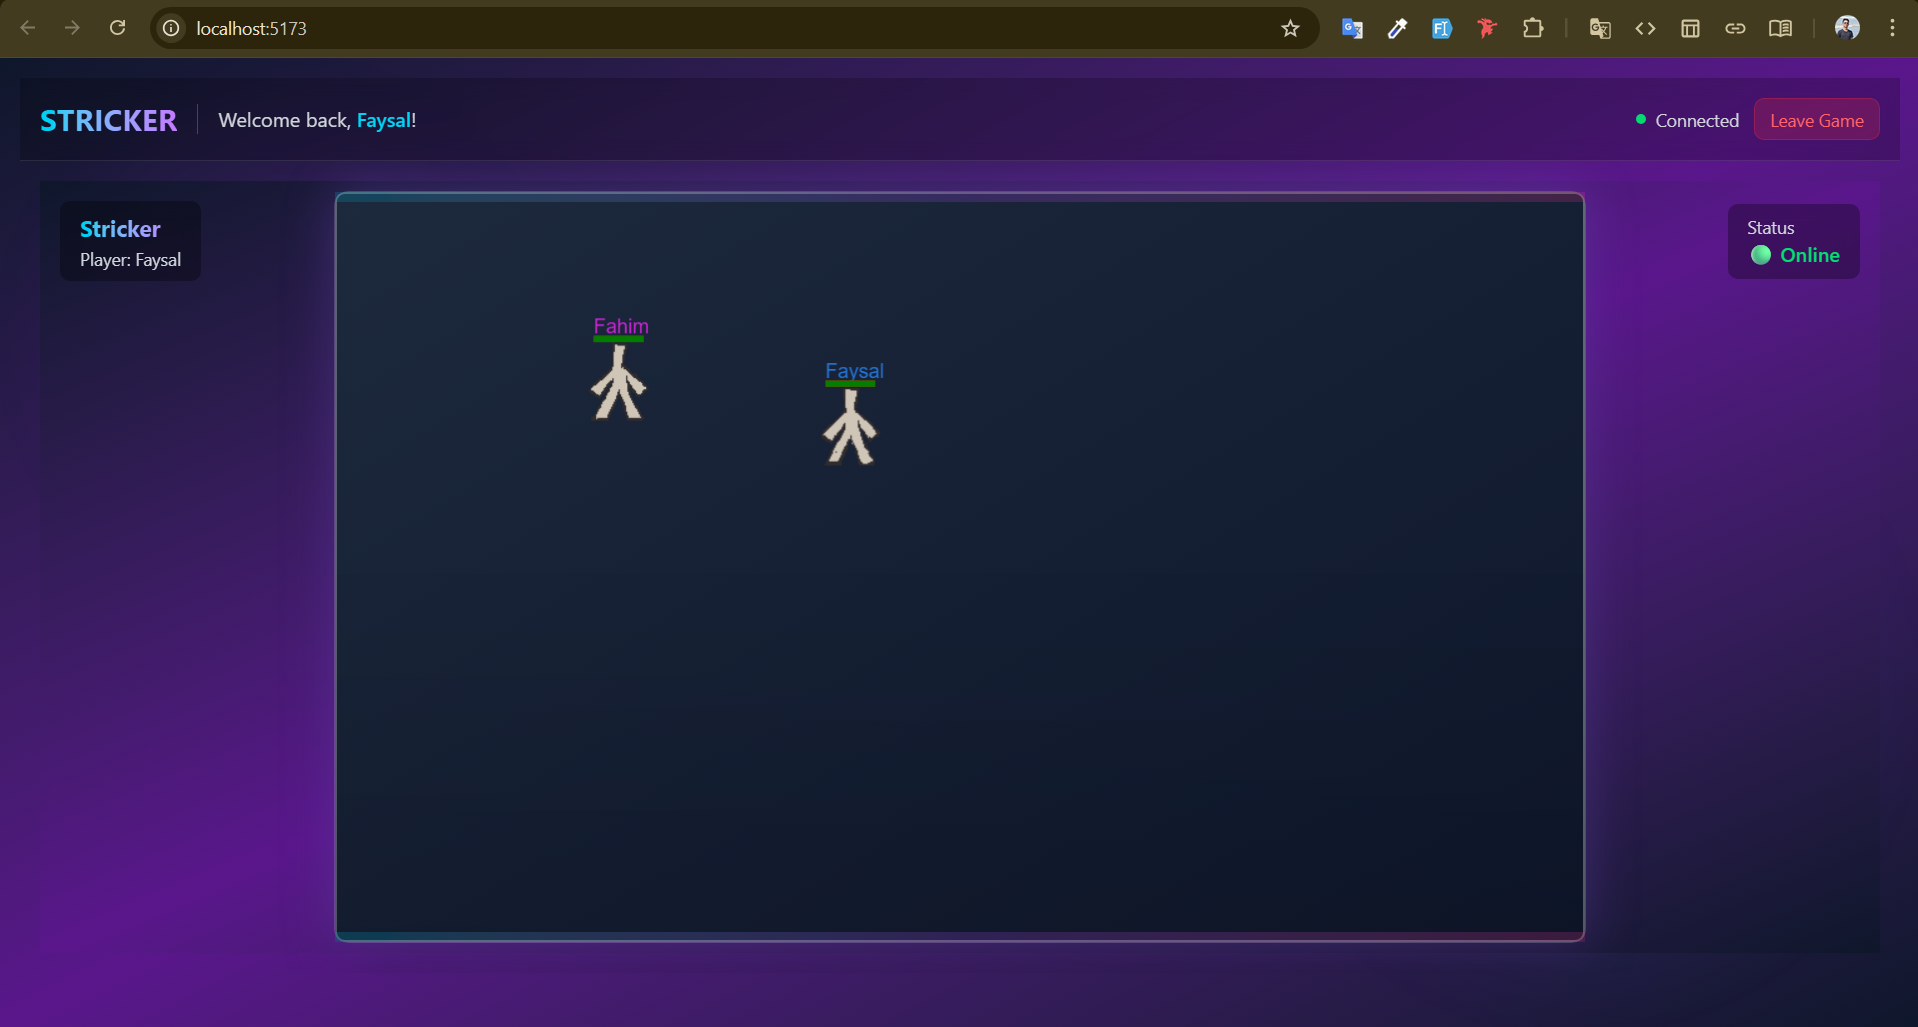 localhost:5173
STRICKER
Welcome back, Faysal!
Connected
Leave Game
Stricker
Player: Faysal
Status
Online
Fahim
Faysal